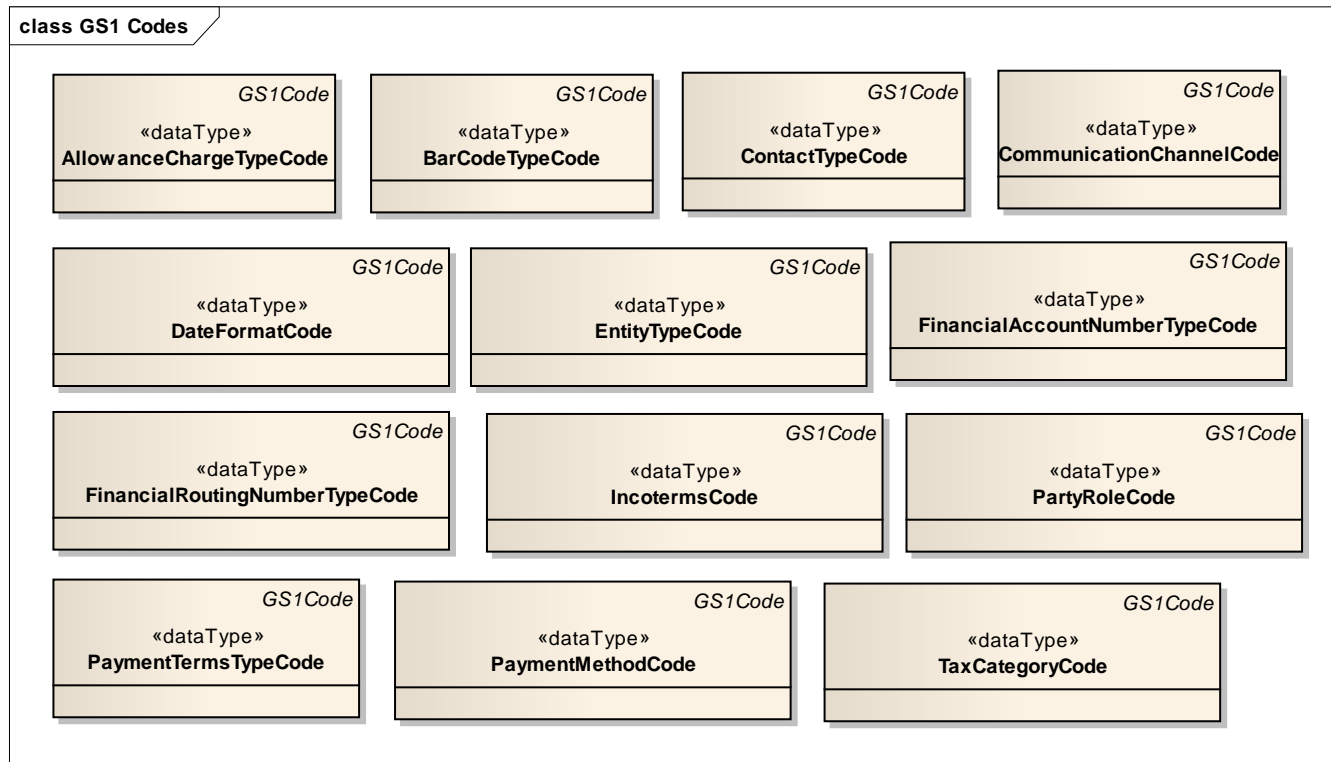 class GS1 Codes
GS1Code
«dataType»
AllowanceChargeTypeCode
GS1Code
«dataType»
BarCodeTypeCode
GS1Code
«dataType»
ContactTypeCode
GS1Code
«dataType»
CommunicationChannelCode
GS1Code
«dataType»
DateFormatCode
GS1Code
«dataType»
EntityTypeCode
GS1Code
«dataType»
FinancialAccountNumberTypeCode
GS1Code
«dataType»
FinancialRoutingNumberTypeCode
GS1Code
«dataType»
IncotermsCode
GS1Code
«dataType»
PartyRoleCode
GS1Code
«dataType»
PaymentTermsTypeCode
GS1Code
«dataType»
PaymentMethodCode
GS1Code
«dataType»
TaxCategoryCode